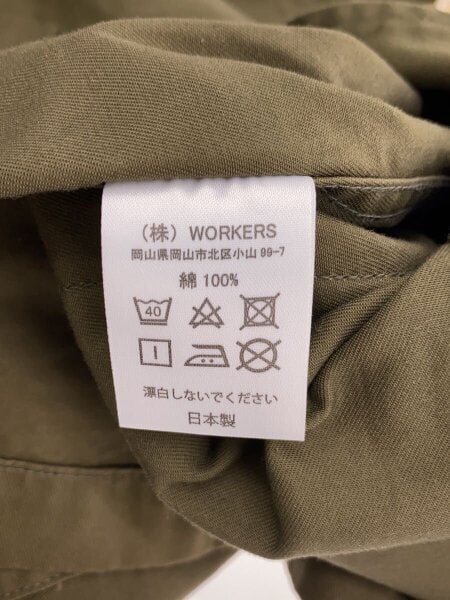 （株）WORKERS
岡山県岡山市北区小山 99-7
綿 100%
40
漂白しないでください
日本製